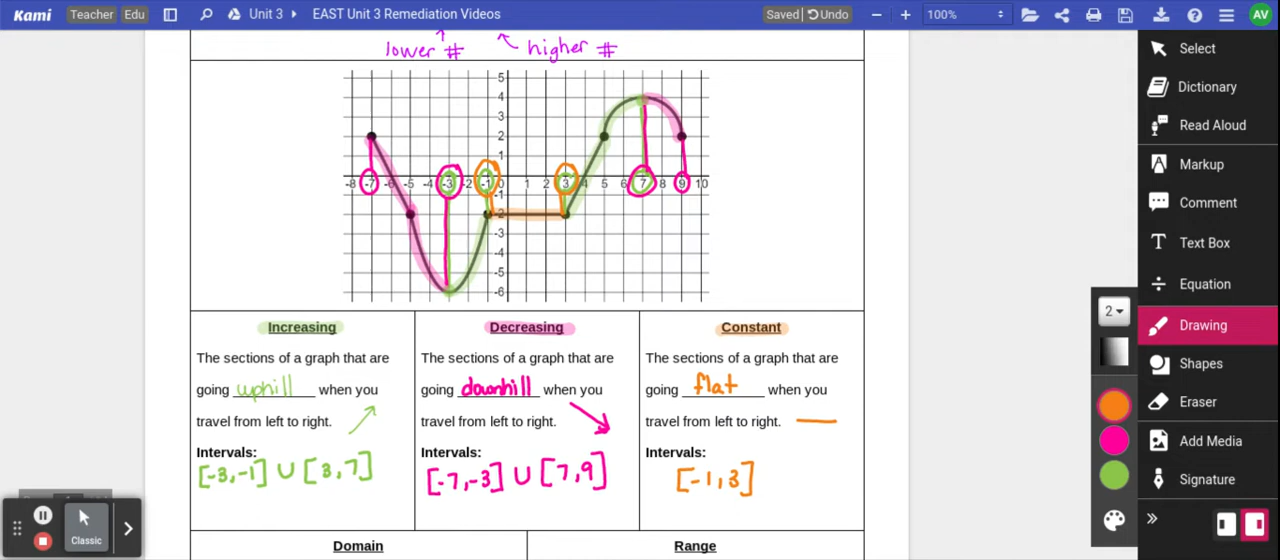 Kami Teacher Edu Unit 3 EAST Unit 3 Remediation Videos Saved Undo 100% AV
lower # higher #
5
4
3
2
1
-8 -7 -5 -4 -3 -2 -1 0 2 3 4 5 6 7 8 9 10
-1
-2
-3
-4
-5
-6
Increasing
The sections of a graph that are
going uphill when you
travel from left to right.
Intervals:
[-3,-1] ∪ [3,7]
Decreasing
The sections of a graph that are
going downhill when you
travel from left to right.
Intervals:
[-7,-3] ∪ [7,9]
Constant
The sections of a graph that are
going flat when you
travel from left to right.
Intervals:
[-1,3]
Domain Range
Select
Dictionary
Read Aloud
Markup
Comment
Text Box
Equation
2
Drawing
Shapes
Eraser
Add Media
Signature
Classic